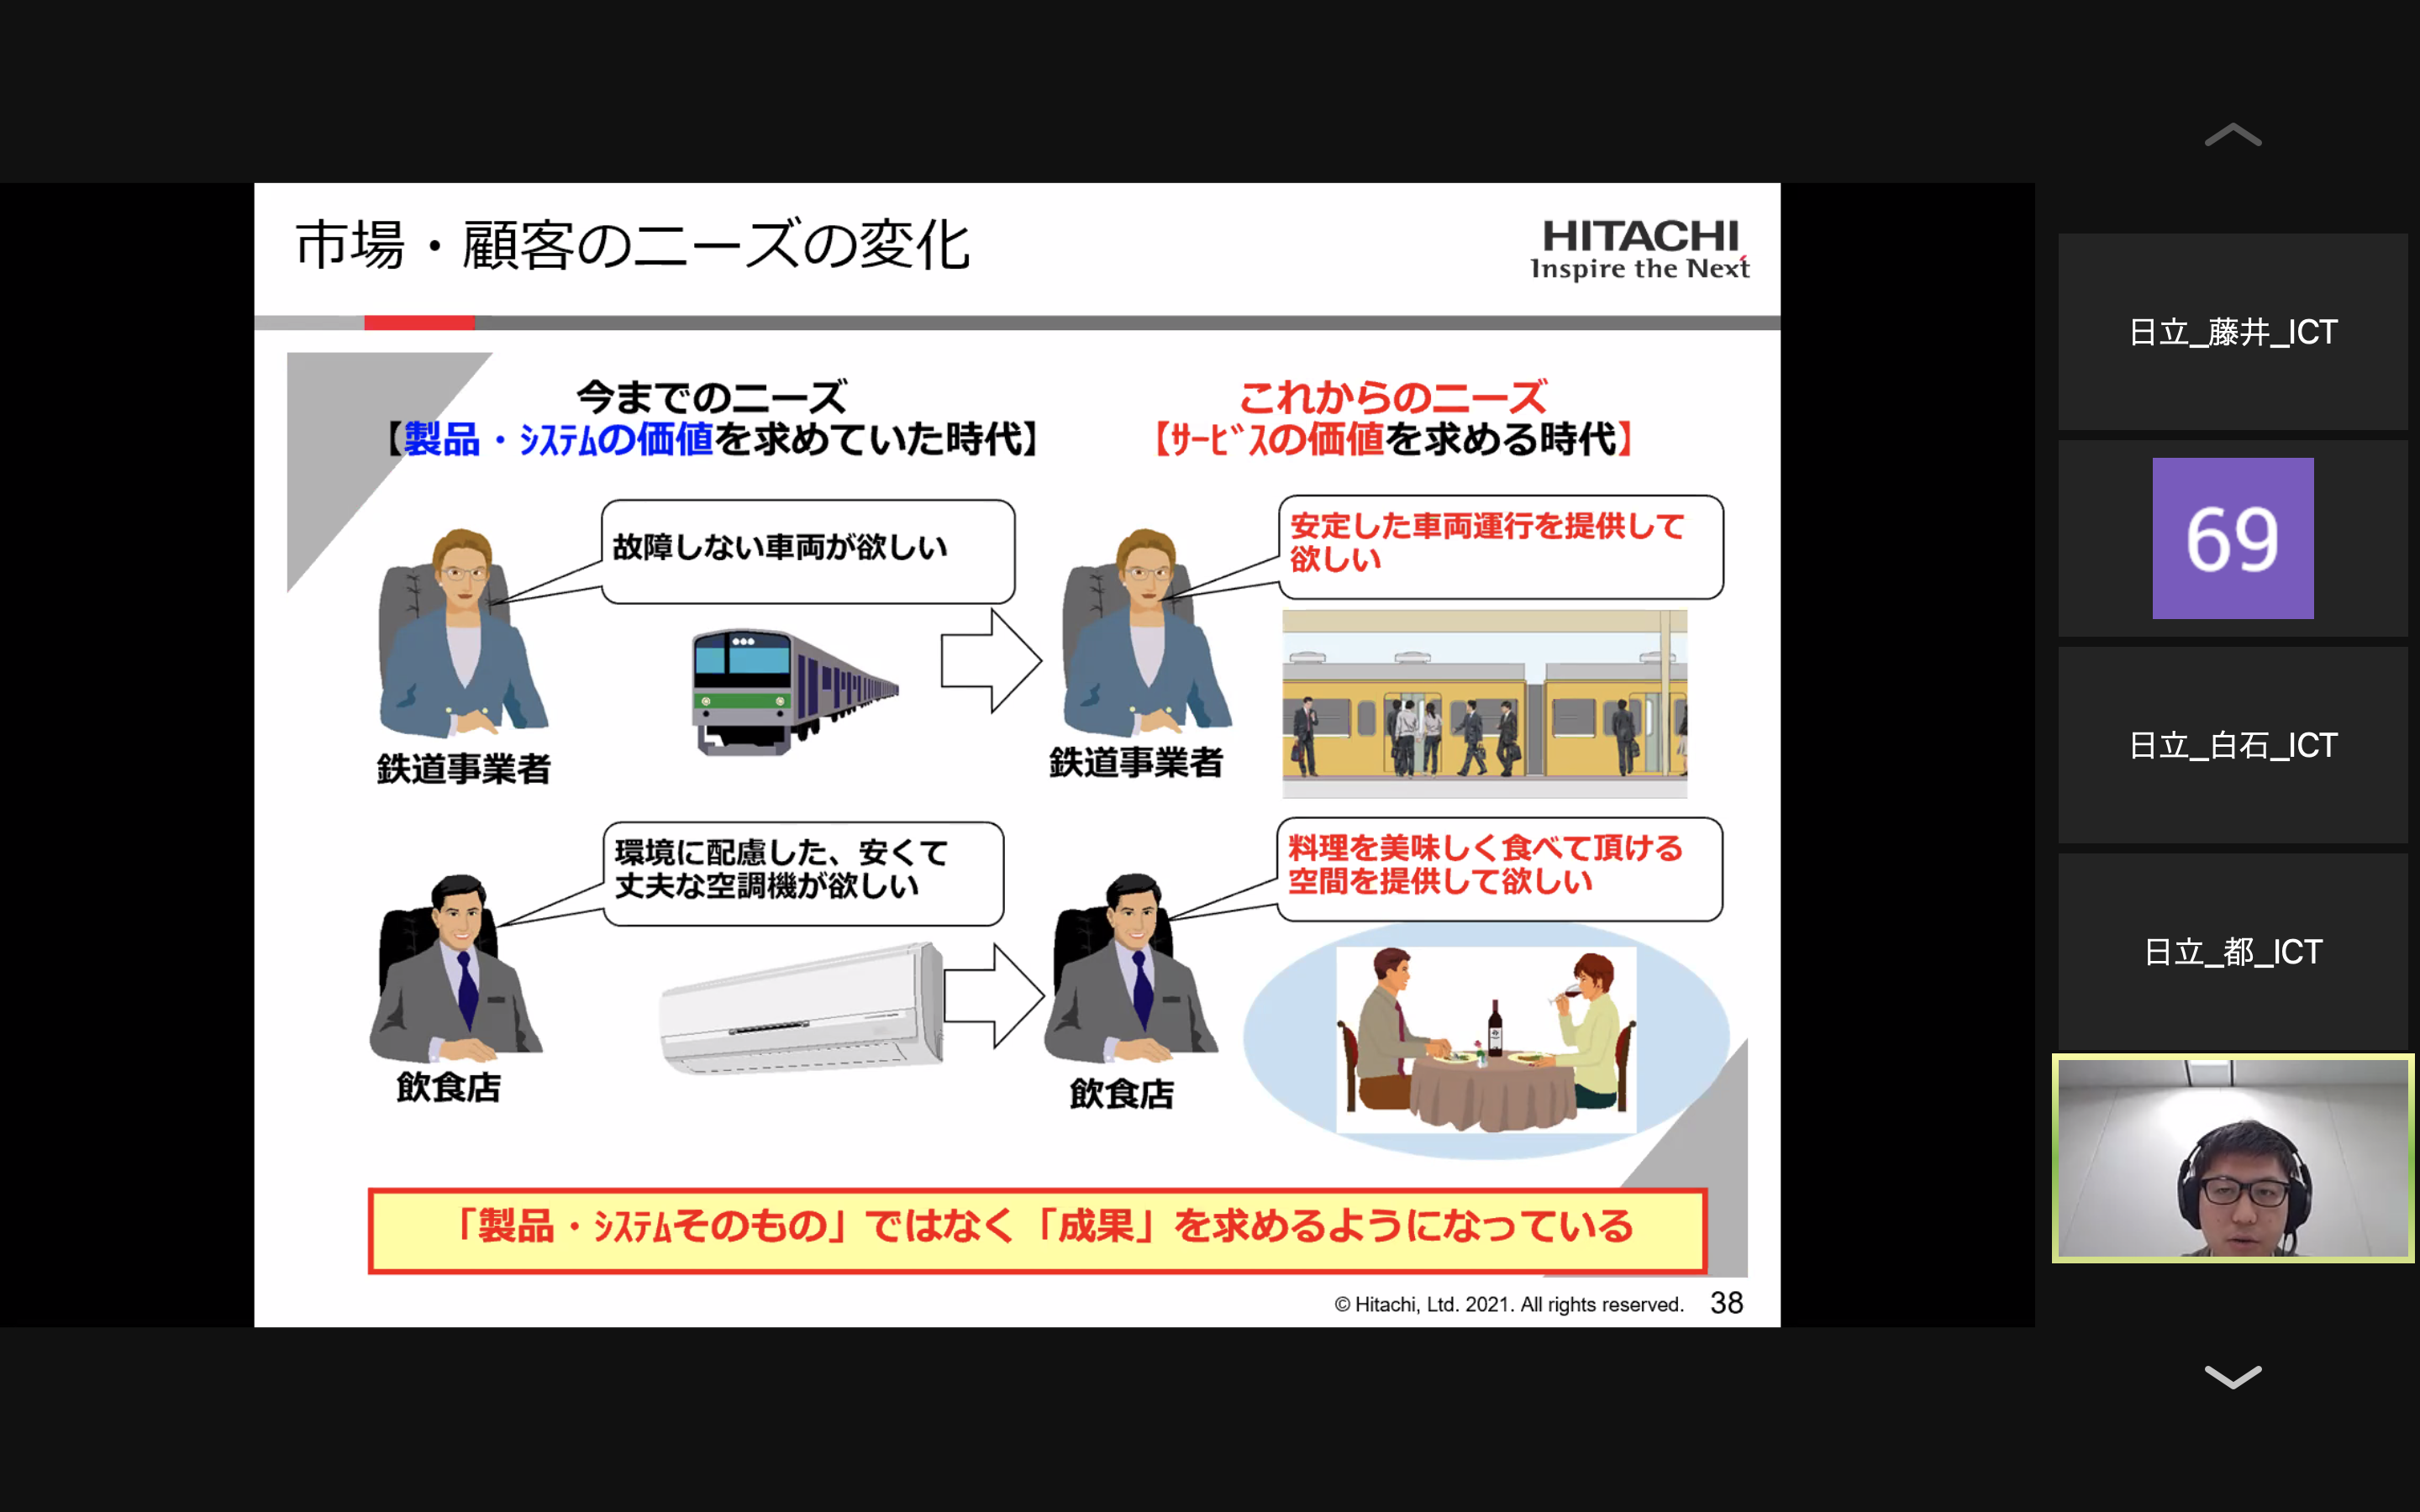 市場・顧客のニーズの変化
HITACHI
Inspire the Next
今までのニーズ
【製品・ｼｽﾃﾑの価値を求めていた時代】
これからのニーズ
【ｻｰﾋﾞｽの価値を求める時代】
故障しない車両が欲しい
鉄道事業者
安定した車両運行を提供して
欲しい
鉄道事業者
環境に配慮した、安くて
丈夫な空調機が欲しい
飲食店
料理を美味しく食べて頂ける
空間を提供して欲しい
飲食店
「製品・ｼｽﾃﾑそのもの」ではなく「成果」を求めるようになっている
© Hitachi, Ltd. 2021. All rights reserved.
38
日立_藤井_ICT
69
日立_白石_ICT
日立_都_ICT